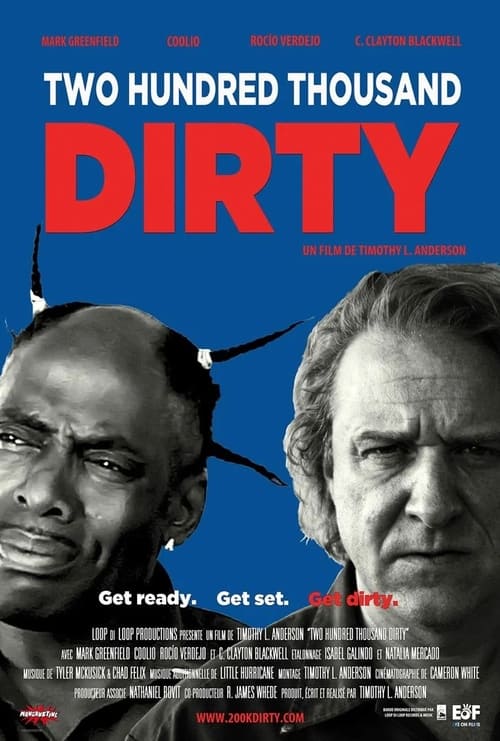 MARK GREENFIELD COOLIO ROCÍO VERDEJO C. CLAYTON BLACKWELL
TWO HUNDRED THOUSAND
DIRTY
UN FILM DE TIMOTHY L. ANDERSON
Get ready. Get set. Get dirty.
LOOP DI LOOP PRODUCTIONS PRESENTE UN FILM DE TIMOTHY L. ANDERSON "TWO HUNDRED THOUSAND DIRTY"
AVEC MARK GREENFIELD COOLIO ROCÍO VERDEJO ET C. CLAYTON BLACKWELL ETALONNAGE ISABEL GALINDO EN NATALIA MERCADO
MUSIQUE DE TYLER MCKUSICK & CHAD FELIX MUSIQUE ADDITIONNELLE DE LITTLE HURRICANE MONTAGE TIMOTHY L. ANDERSON CINÉMATOGRAPHIE DE CAMERON WHITE
PRODUCTEUR ASSOCIE NATHANIEL BOVIT CO PRODUCTEUR R. JAMES WHEDE PRODUIT, ÉCRIT ET RÉALISÉ PAR TIMOTHY L. ANDERSON
WWW.200KDIRTY.COM
EOF